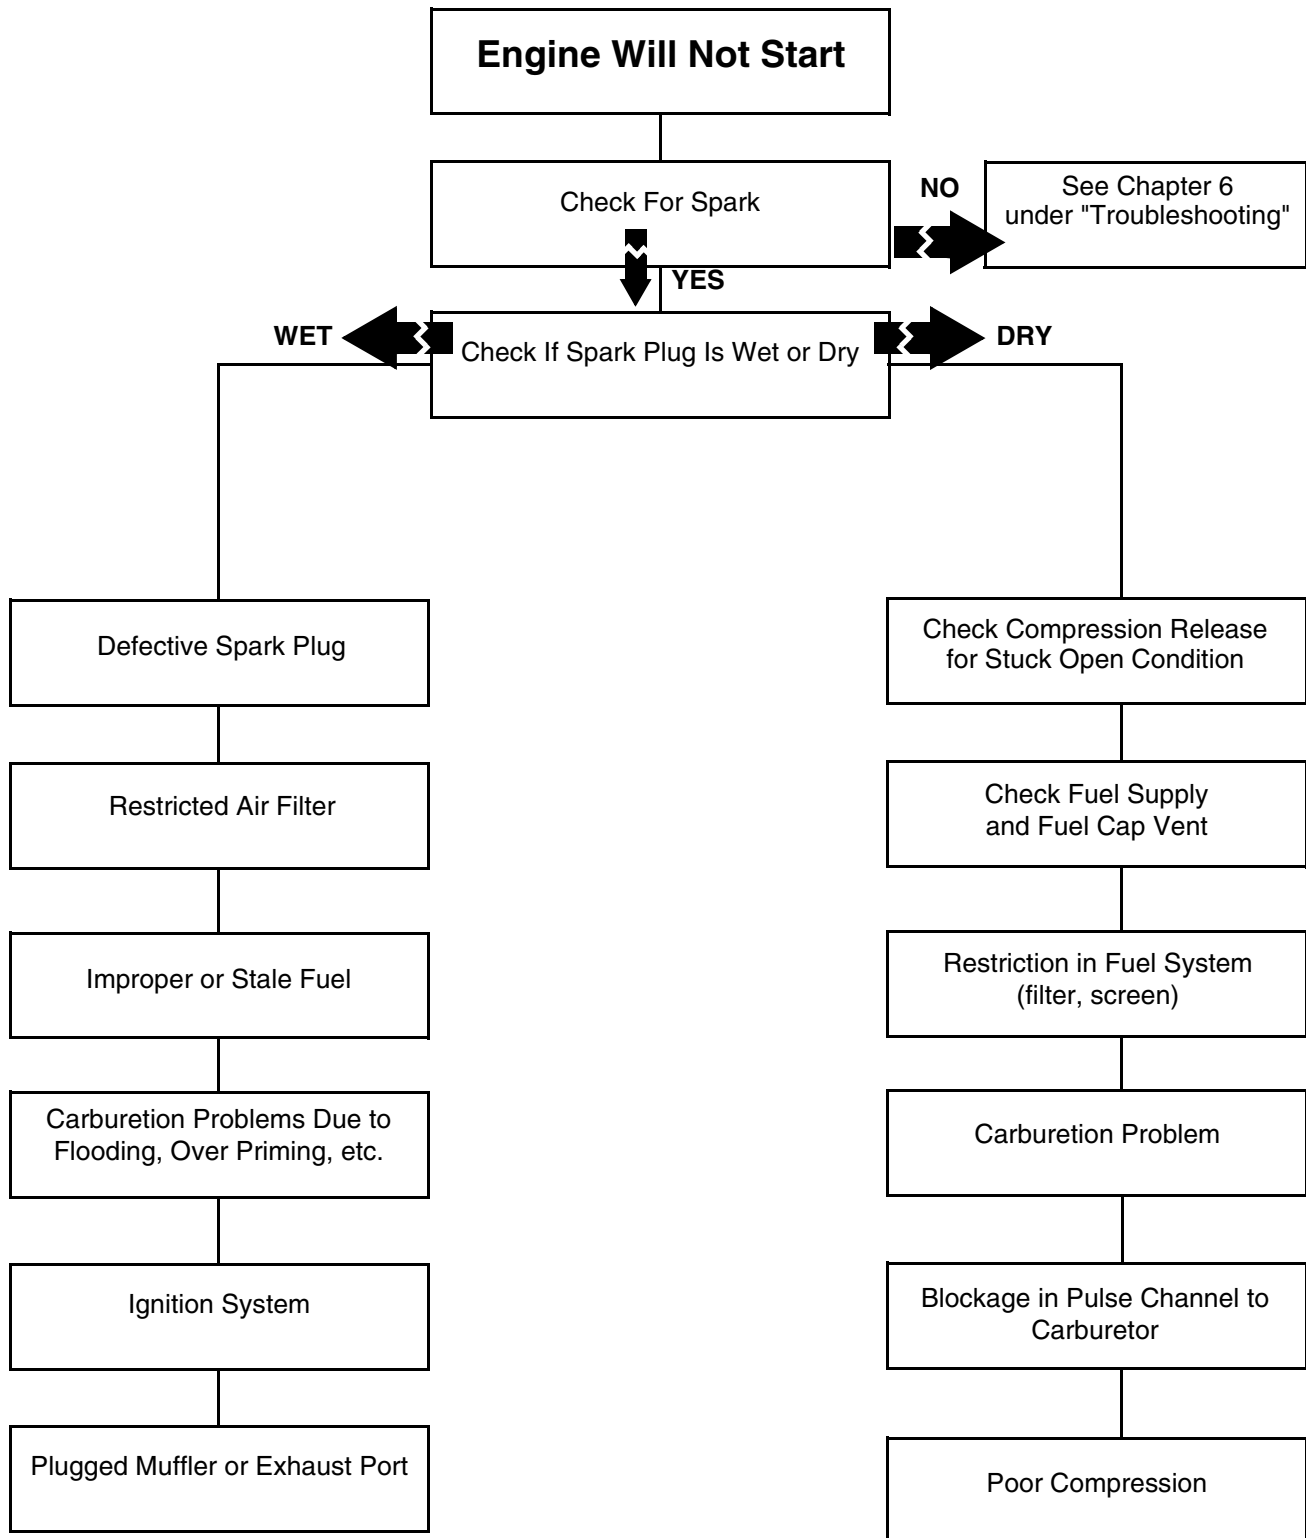 Engine Will Not Start
Check For Spark
NO
See Chapter 6
under "Troubleshooting"
YES
WET
Check If Spark Plug Is Wet or Dry
DRY
Defective Spark Plug
Restricted Air Filter
Improper or Stale Fuel
Carburetion Problems Due to
Flooding, Over Priming, etc.
Ignition System
Plugged Muffler or Exhaust Port
Check Compression Release
for Stuck Open Condition
Check Fuel Supply
and Fuel Cap Vent
Restriction in Fuel System
(filter, screen)
Carburetion Problem
Blockage in Pulse Channel to
Carburetor
Poor Compression